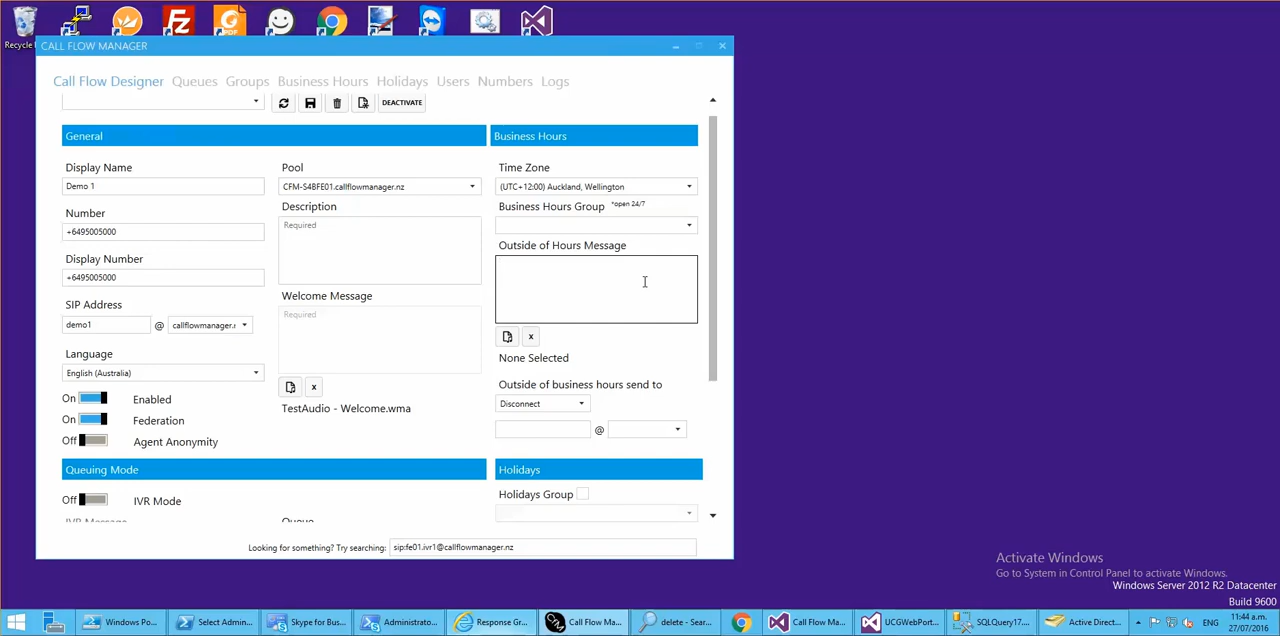 Recycle
CALL FLOW MANAGER
Call Flow Designer Queues Groups Business Hours Holidays Users Numbers Logs
DEACTIVATE
General
Business Hours
Display Name
Demo 1
Number
+6495005000
Display Number
+6495005000
SIP Address
demo1 @ callflowmanager.
Language
English (Australia)
On Enabled
On Federation
Off Agent Anonymity
Pool
CFM-S4BFE01.callflowmanager.nz
Description
Required
Welcome Message
Required
x
TestAudio - Welcome.wma
Time Zone
(UTC+12:00) Auckland, Wellington
Business Hours Group *open 24/7
Outside of Hours Message
x
None Selected
Outside of business hours send to
Disconnect
@
Queuing Mode
Holidays
Off IVR Mode
IVR Message
Queue
Holidays Group
Looking for something? Try searching: sip:fe01.ivr1@callflowmanager.nz
Activate Windows
Go to System in Control Panel to activate Windows.
Windows Server 2012 R2 Datacenter
Build 9600
Windows Po...
Select Admin...
Skype for Bus...
Administrato...
Response Gr...
Call Flow Ma...
delete - Sear...
Call Flow Ma...
UCGWebPort...
SQLQuery17....
Active Direct...
ENG
11:44 a.m.
27/07/2016